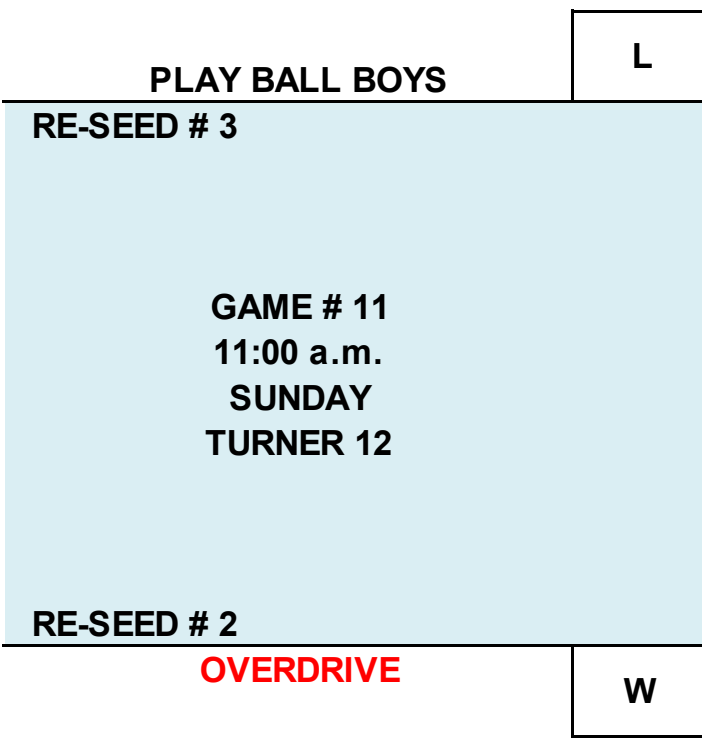 L
PLAY BALL BOYS
RE-SEED # 3
GAME # 11
11:00 a.m.
SUNDAY
TURNER 12
RE-SEED # 2
OVERDRIVE
W